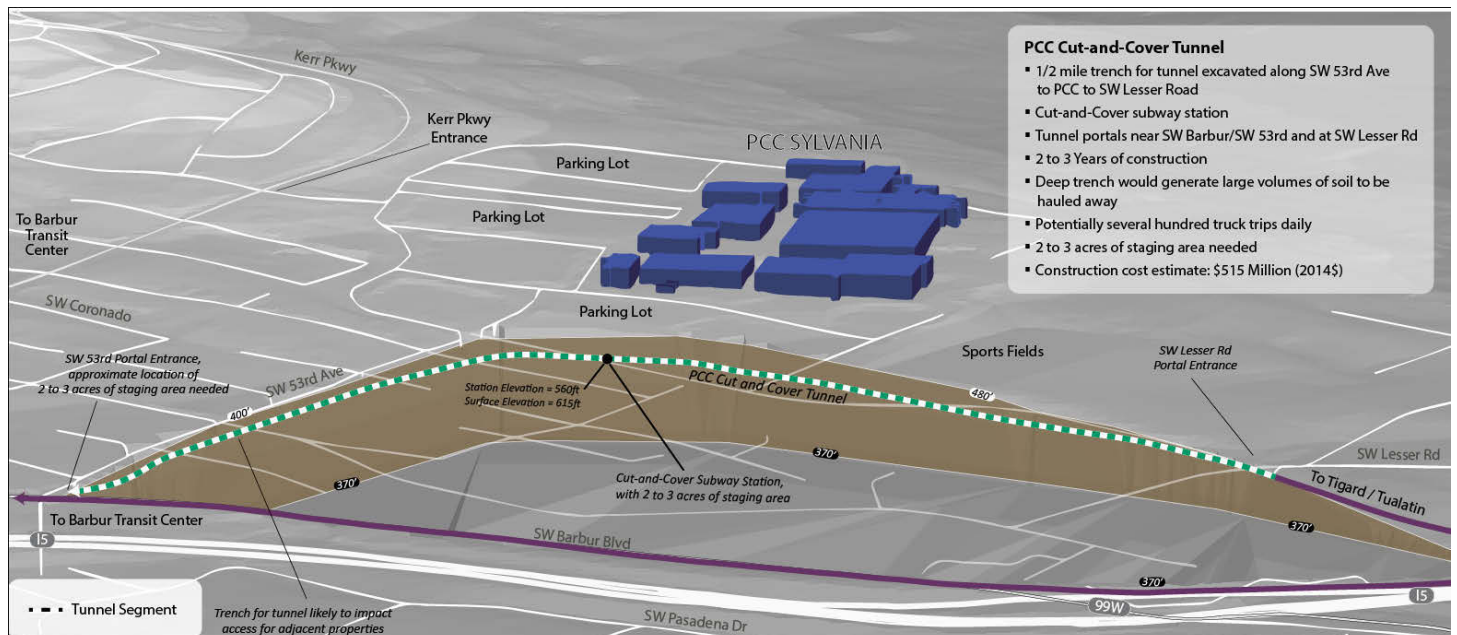 PCC Cut-and-Cover Tunnel
▪ 1/2 mile trench for tunnel excavated along SW 53rd Ave
to PCC to SW Lesser Road
▪ Cut-and-Cover subway station
▪ Tunnel portals near SW Barbur/SW 53rd and at SW Lesser Rd
▪ 2 to 3 Years of construction
▪ Deep trench would generate large volumes of soil to be
hauled away
▪ Potentially several hundred truck trips daily
▪ 2 to 3 acres of staging area needed
▪ Construction cost estimate: $515 Million (2014$)
Kerr Pkwy
Kerr Pkwy
Entrance
PCC SYLVANIA
Parking Lot
Parking Lot
To Barbur
Transit
Center
SW Coronado
Parking Lot
SW 53rd Portal Entrance,
approximate location of
2 to 3 acres of staging area needed
SW 53rd Ave
400'
Station Elevation = 560ft
Surface Elevation = 615ft
PCC Cut and Cover Tunnel
Sports Fields
480'
SW Lesser Rd
Portal Entrance
SW Lesser Rd
To Tigard / Tualatin
370'
370'
370'
Cut-and-Cover Subway Station,
with 2 to 3 acres of staging area
To Barbur Transit Center
I5
SW Barbur Blvd
370'
I5
99W
Tunnel Segment
Trench for tunnel likely to impact
access for adjacent properties
SW Pasadena Dr